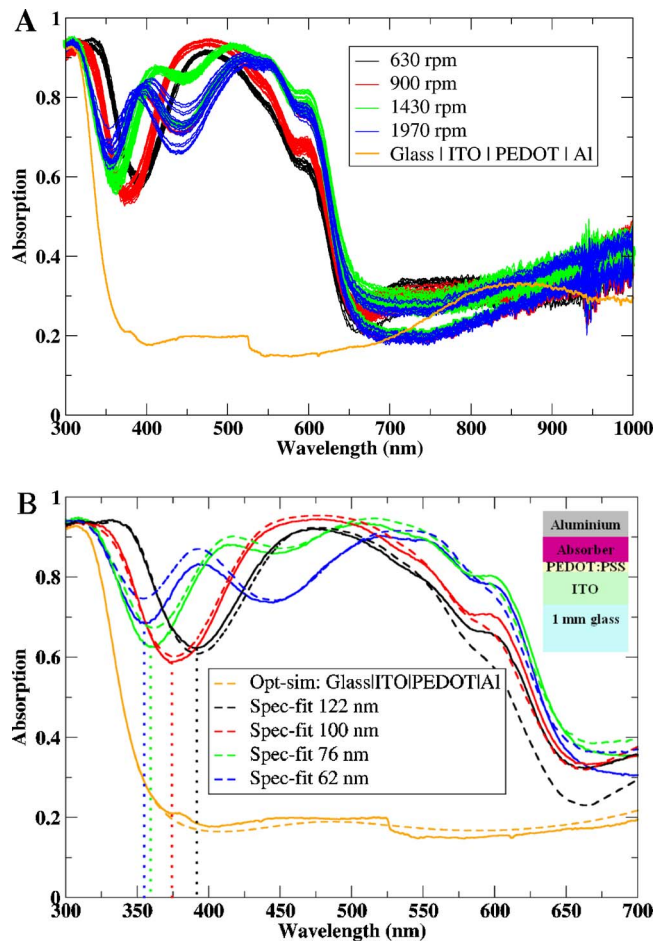 A
1
0.8
0.6
0.4
0.2
0
Absorption
630 rpm
900 rpm
1430 rpm
1970 rpm
Glass | ITO | PEDOT | Al
300 400 500 600 700 800 900 1000
Wavelength (nm)
B
1
0.8
0.6
0.4
0.2
0
Absorption
Aluminium
Absorber
PEDOT:PSS
ITO
1 mm glass
Opt-sim: Glass|ITO|PEDOT|Al
Spec-fit 122 nm
Spec-fit 100 nm
Spec-fit 76 nm
Spec-fit 62 nm
300 350 400 450 500 550 600 650 700
Wavelength (nm)